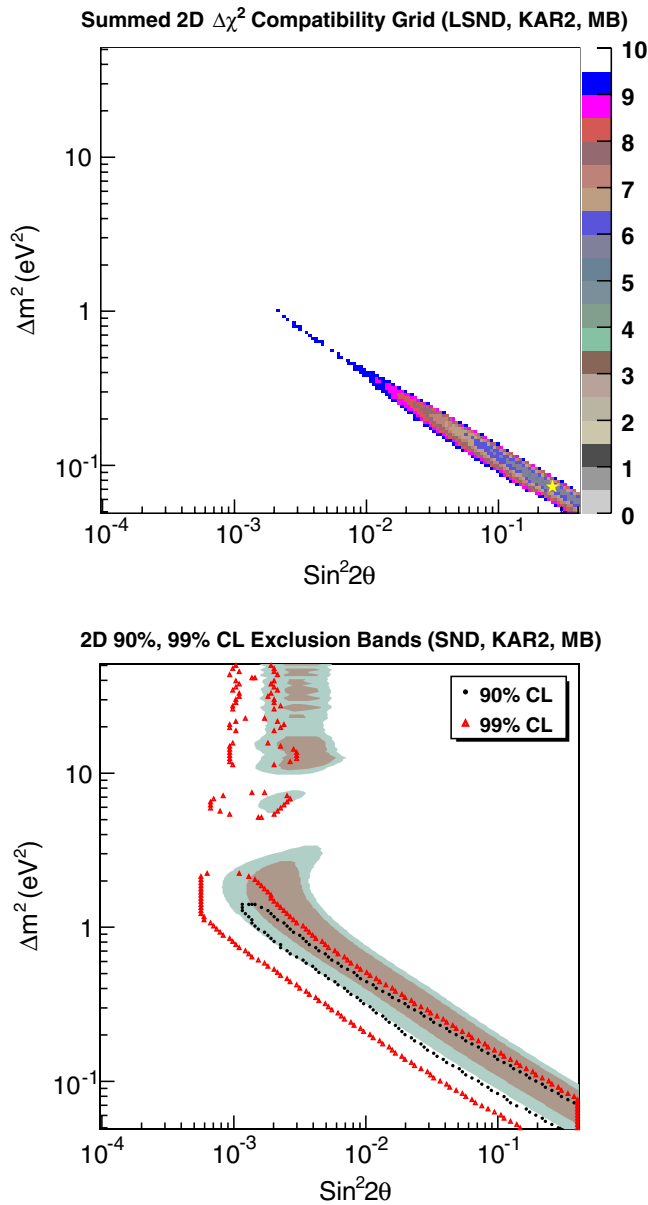 Summed 2D Δχ² Compatibility Grid (LSND, KAR2, MB)
Δm² (eV²)
10
1
10⁻¹
10⁻⁴ 10⁻³ 10⁻² 10⁻¹
Sin²2θ
10
9
8
7
6
5
4
3
2
1
0
2D 90%, 99% CL Exclusion Bands (SND, KAR2, MB)
90% CL
99% CL
Δm² (eV²)
10
1
10⁻¹
10⁻⁴ 10⁻³ 10⁻² 10⁻¹
Sin²2θ